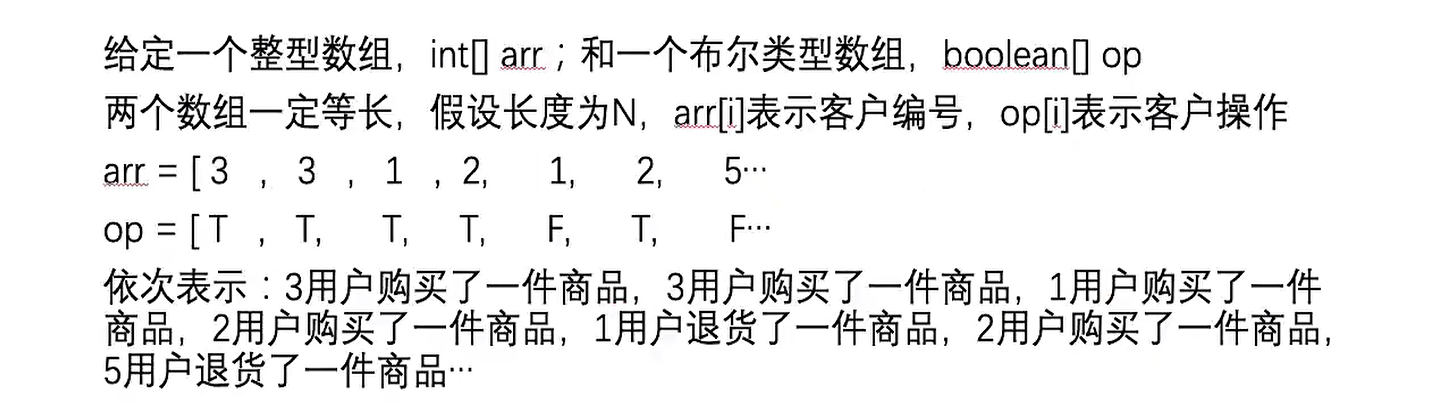 给定一个整型数组，int[] arr；和一个布尔类型数组，boolean[] op
两个数组一定等长，假设长度为N，arr[i]表示客户编号，op[i]表示客户操作
arr = [ 3 , 3 , 1 , 2, 1, 2, 5…
op = [ T , T, T, T, F, T, F…
依次表示：3用户购买了一件商品，3用户购买了一件商品，1用户购买了一件
商品，2用户购买了一件商品，1用户退货了一件商品，2用户购买了一件商品，
5用户退货了一件商品…